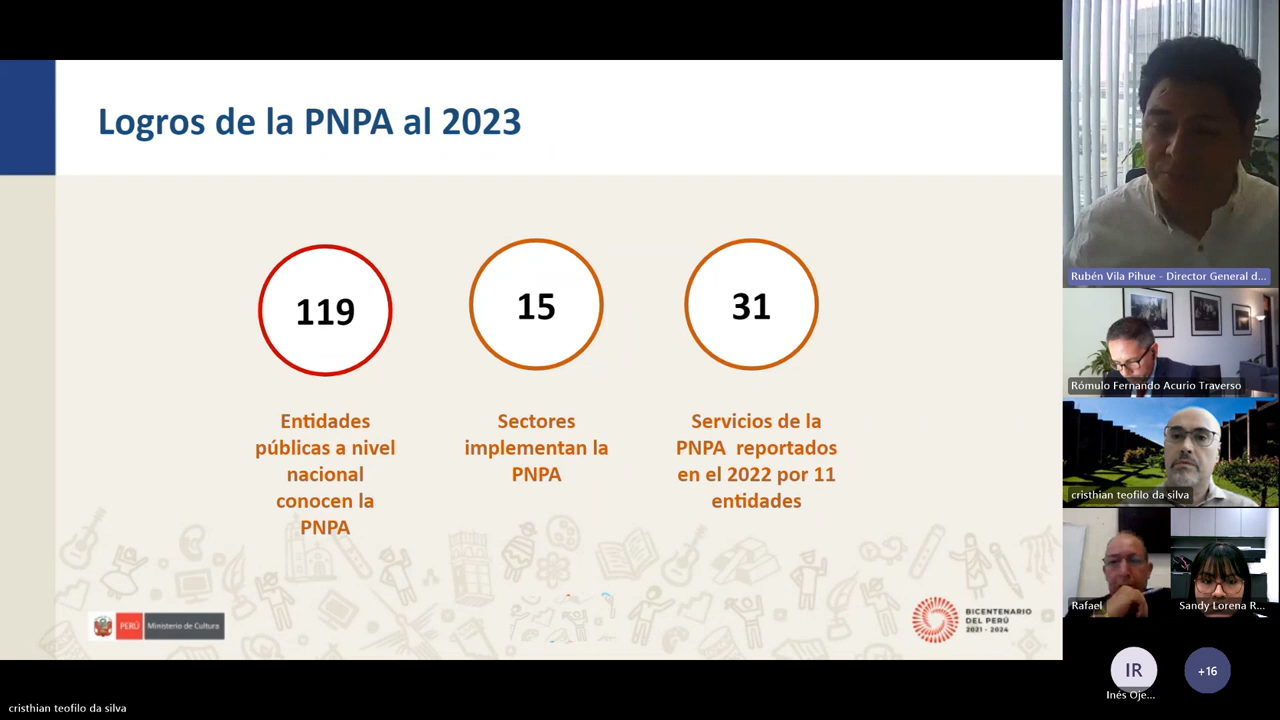 Logros de la PNPA al 2023
119
15
31
Entidades
públicas a nivel
nacional
conocen la
PNPA
Sectores
implementan la
PNPA
Servicios de la
PNPA reportados
en el 2022 por 11
entidades
PERÚ
Ministerio de Cultura
BICENTENARIO
DEL PERÚ
2021 - 2024
Rubén Vila Pihue - Director General d...
Rómulo Fernando Acurio Traverso
cristhian teofilo da silva
Rafael
Sandy Lorena R...
IR
Inés Oje...
+16
cristhian teofilo da silva